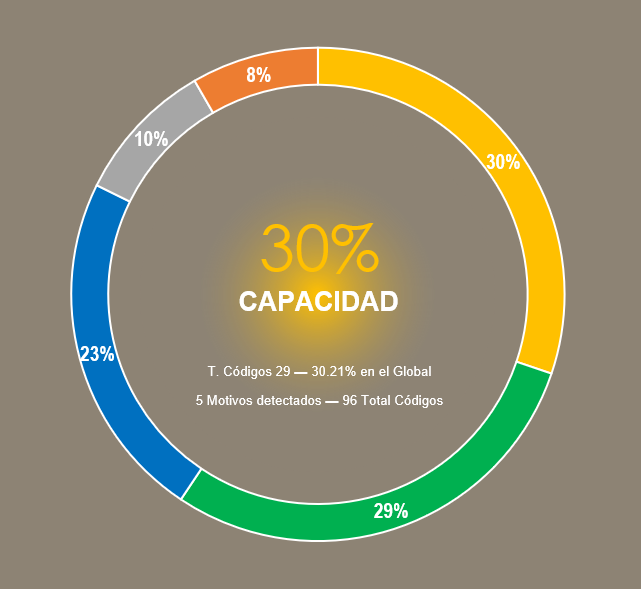 8%
30%
10%
30%
CAPACIDAD
23%
T. Códigos 29 — 30.21% en el Global
5 Motivos detectados — 96 Total Códigos
29%